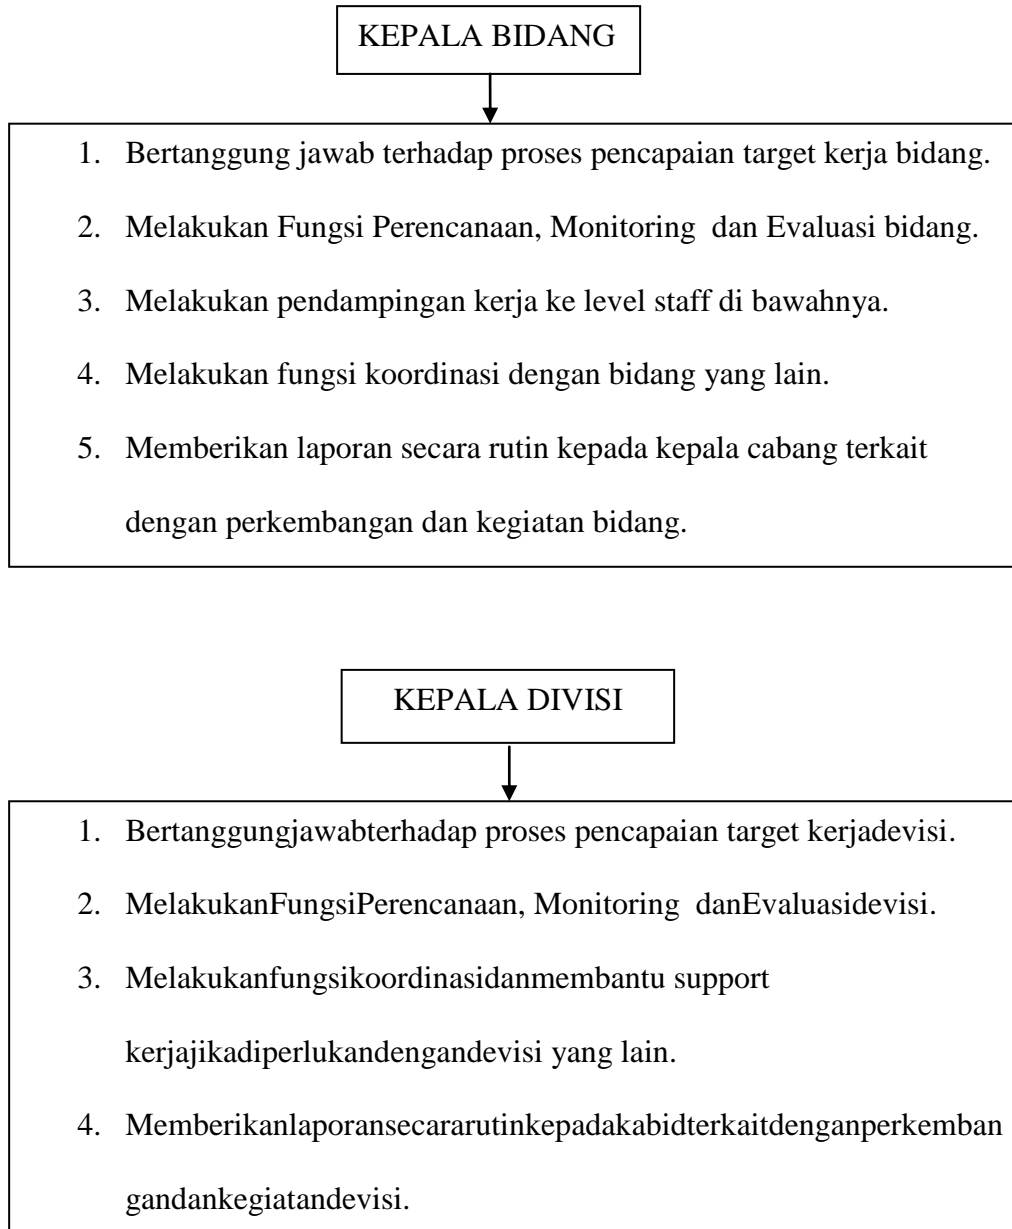 KEPALA BIDANG
1. Bertanggung jawab terhadap proses pencapaian target kerja bidang.
2. Melakukan Fungsi Perencanaan, Monitoring  dan Evaluasi bidang.
3. Melakukan pendampingan kerja ke level staff di bawahnya.
4. Melakukan fungsi koordinasi dengan bidang yang lain.
5. Memberikan laporan secara rutin kepada kepala cabang terkait
dengan perkembangan dan kegiatan bidang.
KEPALA DIVISI
1. Bertanggungjawabterhadap proses pencapaian target kerjadevisi.
2. MelakukanFungsiPerencanaan, Monitoring  danEvaluasidevisi.
3. Melakukanfungsikoordinasidanmembantu support
kerjajikadiperlukandengandevisi yang lain.
4. Memberikanlaporansecararutinkepadakabidterkaitdenganperkemban
gandankegiatandevisi.